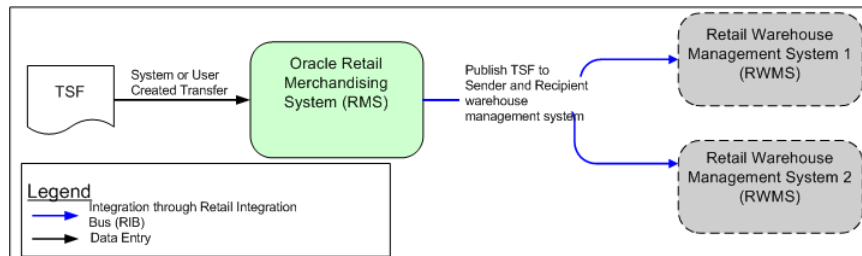 TSF
System or User
Created Transfer
Oracle Retail
Merchandising
System (RMS)
Publish TSF to
Sender and Recipient
warehouse
management system
Retail Warehouse
Management System 1
(RWMS)
Retail Warehouse
Management System 2
(RWMS)
Legend
Integration through Retail Integration
Bus (RIB)
Data Entry